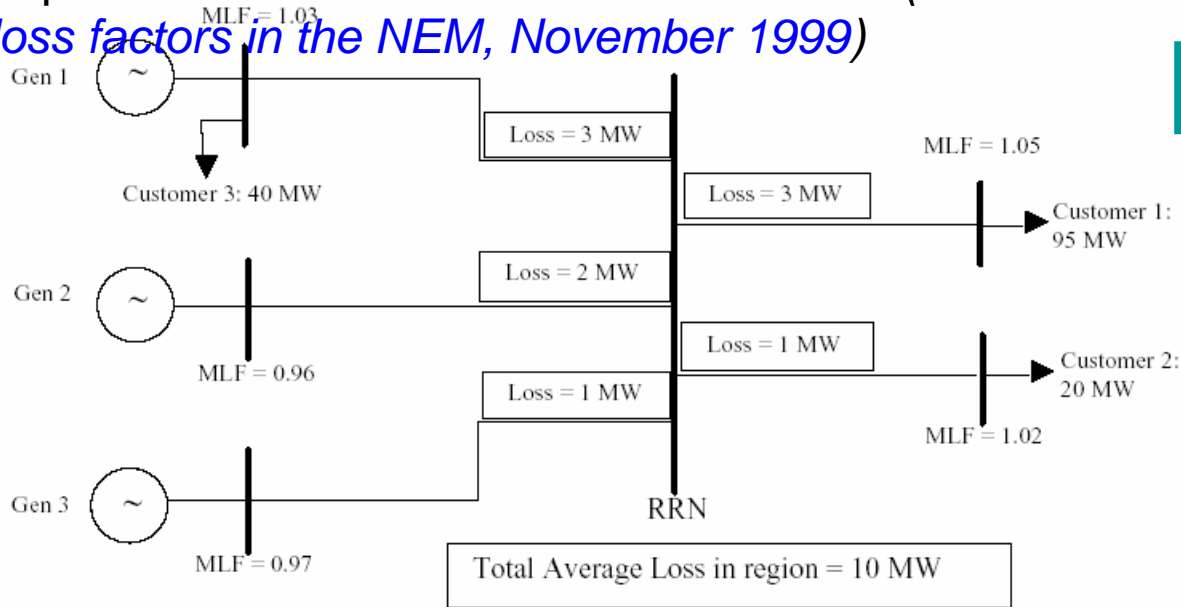 MLF = 1.03
loss factors in the NEM, November 1999)
Gen 1
~
Loss = 3 MW
MLF = 1.05
Customer 3: 40 MW
Loss = 3 MW
Customer 1:
95 MW
Loss = 2 MW
Gen 2
~
Loss = 1 MW
MLF = 0.96
Customer 2:
20 MW
Loss = 1 MW
MLF = 1.02
Gen 3
~
RRN
MLF = 0.97
Total Average Loss in region = 10 MW